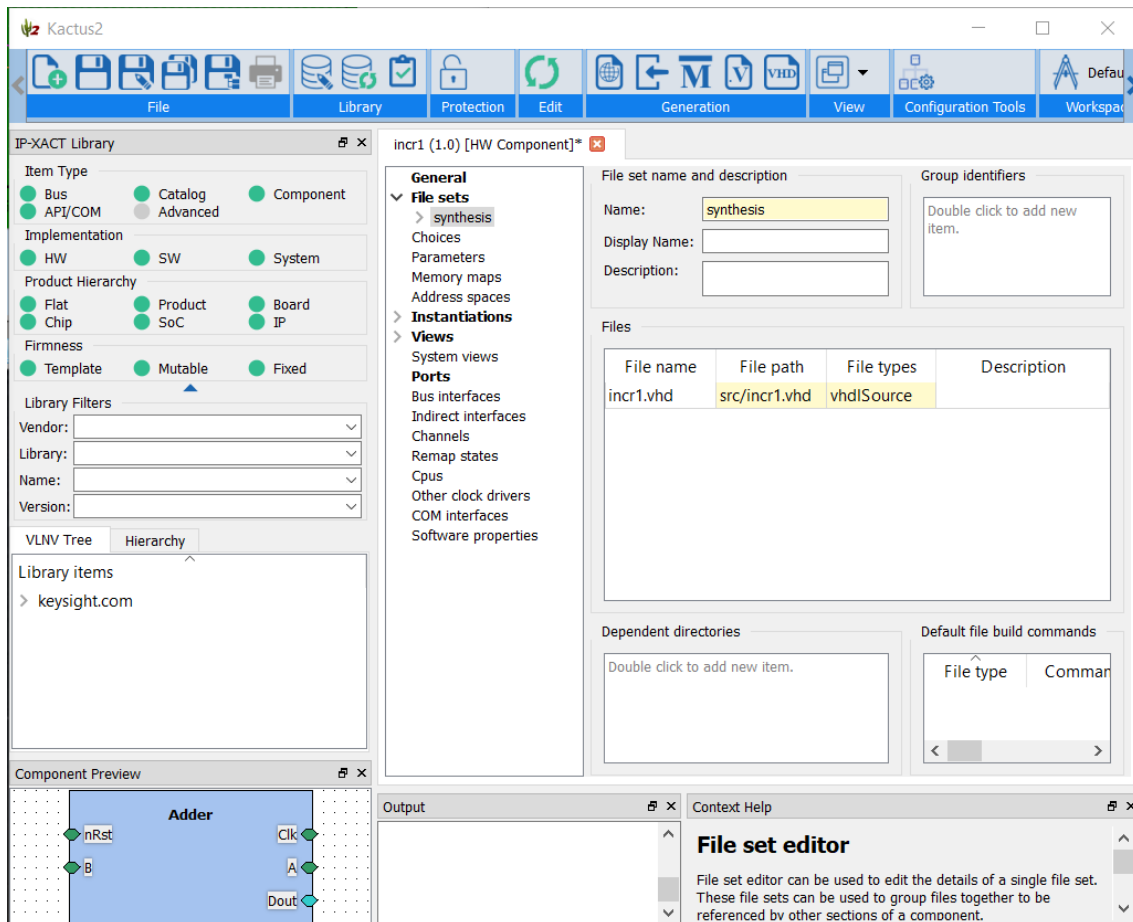 Kactus2
.V
VHD
Defau
File
Library
Protection
Edit
Generation
View
Configuration Tools
Workspac
IP-XACT Library
Item Type
Bus
Catalog
Component
API/COM
Advanced
Implementation
HW
SW
System
Product Hierarchy
Flat
Product
Board
Chip
SoC
IP
Firmness
Template
Mutable
Fixed
Library Filters
Vendor:
Library:
Name:
Version:
VLNV Tree
Hierarchy
Library items
keysight.com
Component Preview
Adder
nRst
Clk
B
A
Dout
incr1 (1.0) [HW Component]*
General
File sets
synthesis
Choices
Parameters
Memory maps
Address spaces
Instantiations
Views
System views
Ports
Bus interfaces
Indirect interfaces
Channels
Remap states
Cpus
Other clock drivers
COM interfaces
Software properties
File set name and description
Name:
synthesis
Display Name:
Description:
Group identifiers
Double click to add new
item.
Files
File name
File path
File types
Description
incr1.vhd
src/incr1.vhd
vhdlSource
Dependent directories
Double click to add new item.
Default file build commands
File type
Comman
Output
Context Help
File set editor
File set editor can be used to edit the details of a single file set.
These file sets can be used to group files together to be
referenced by other sections of a component.